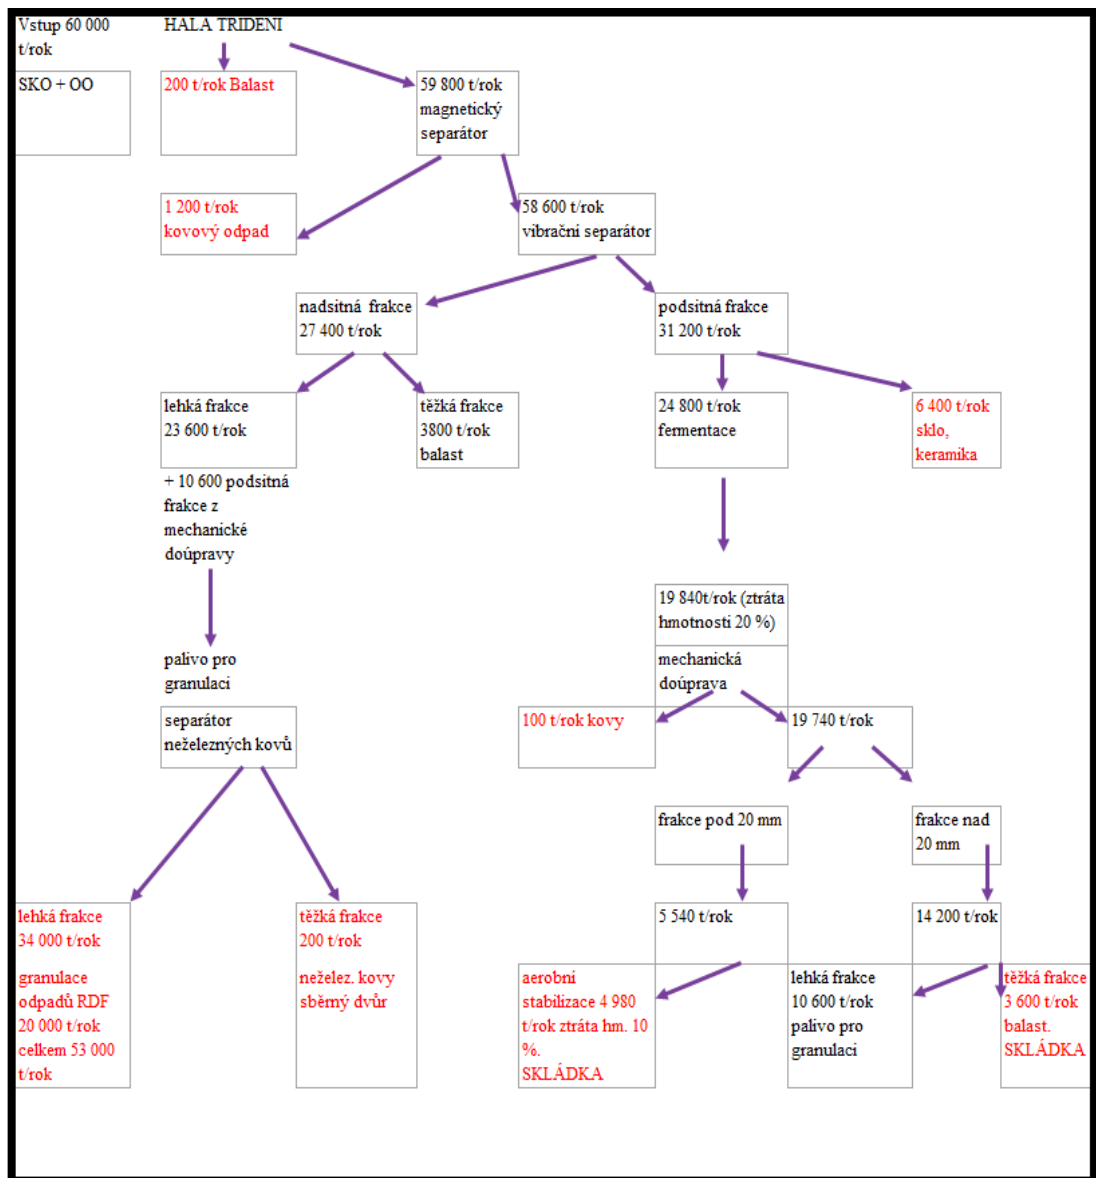 Vstup 60 000
t/rok
HALA TRIDENI
SKO + OO
200 t/rok Balast
59 800 t/rok
magnetický
separátor
1 200 t/rok
kovový odpad
58 600 t/rok
vibrační separátor
nadsitná frakce
27 400 t/rok
podsitná frakce
31 200 t/rok
lehká frakce
23 600 t/rok
těžká frakce
3800 t/rok
balast
24 800 t/rok
fermentace
6 400 t/rok
sklo,
keramika
+ 10 600 podsitná
frakce z
mechanické
doúpravy
19 840t/rok (ztráta
hmotnosti 20 %)
palivo pro
granulaci
mechanická
doúprava
separátor
neželezných kovů
100 t/rok kovy
19 740 t/rok
frakce pod 20 mm
frakce nad
20 mm
lehká frakce
34 000 t/rok
granulace
odpadů RDF
20 000 t/rok
celkem 53 000
t/rok
těžká frakce
200 t/rok
neželez. kovy
sběrný dvůr
5 540 t/rok
14 200 t/rok
aerobní
stabilizace 4 980
t/rok ztráta hm. 10
%.
SKLÁDKA
lehká frakce
10 600 t/rok
palivo pro
granulaci
těžká frakce
3 600 t/rok
balast.
SKLÁDKA